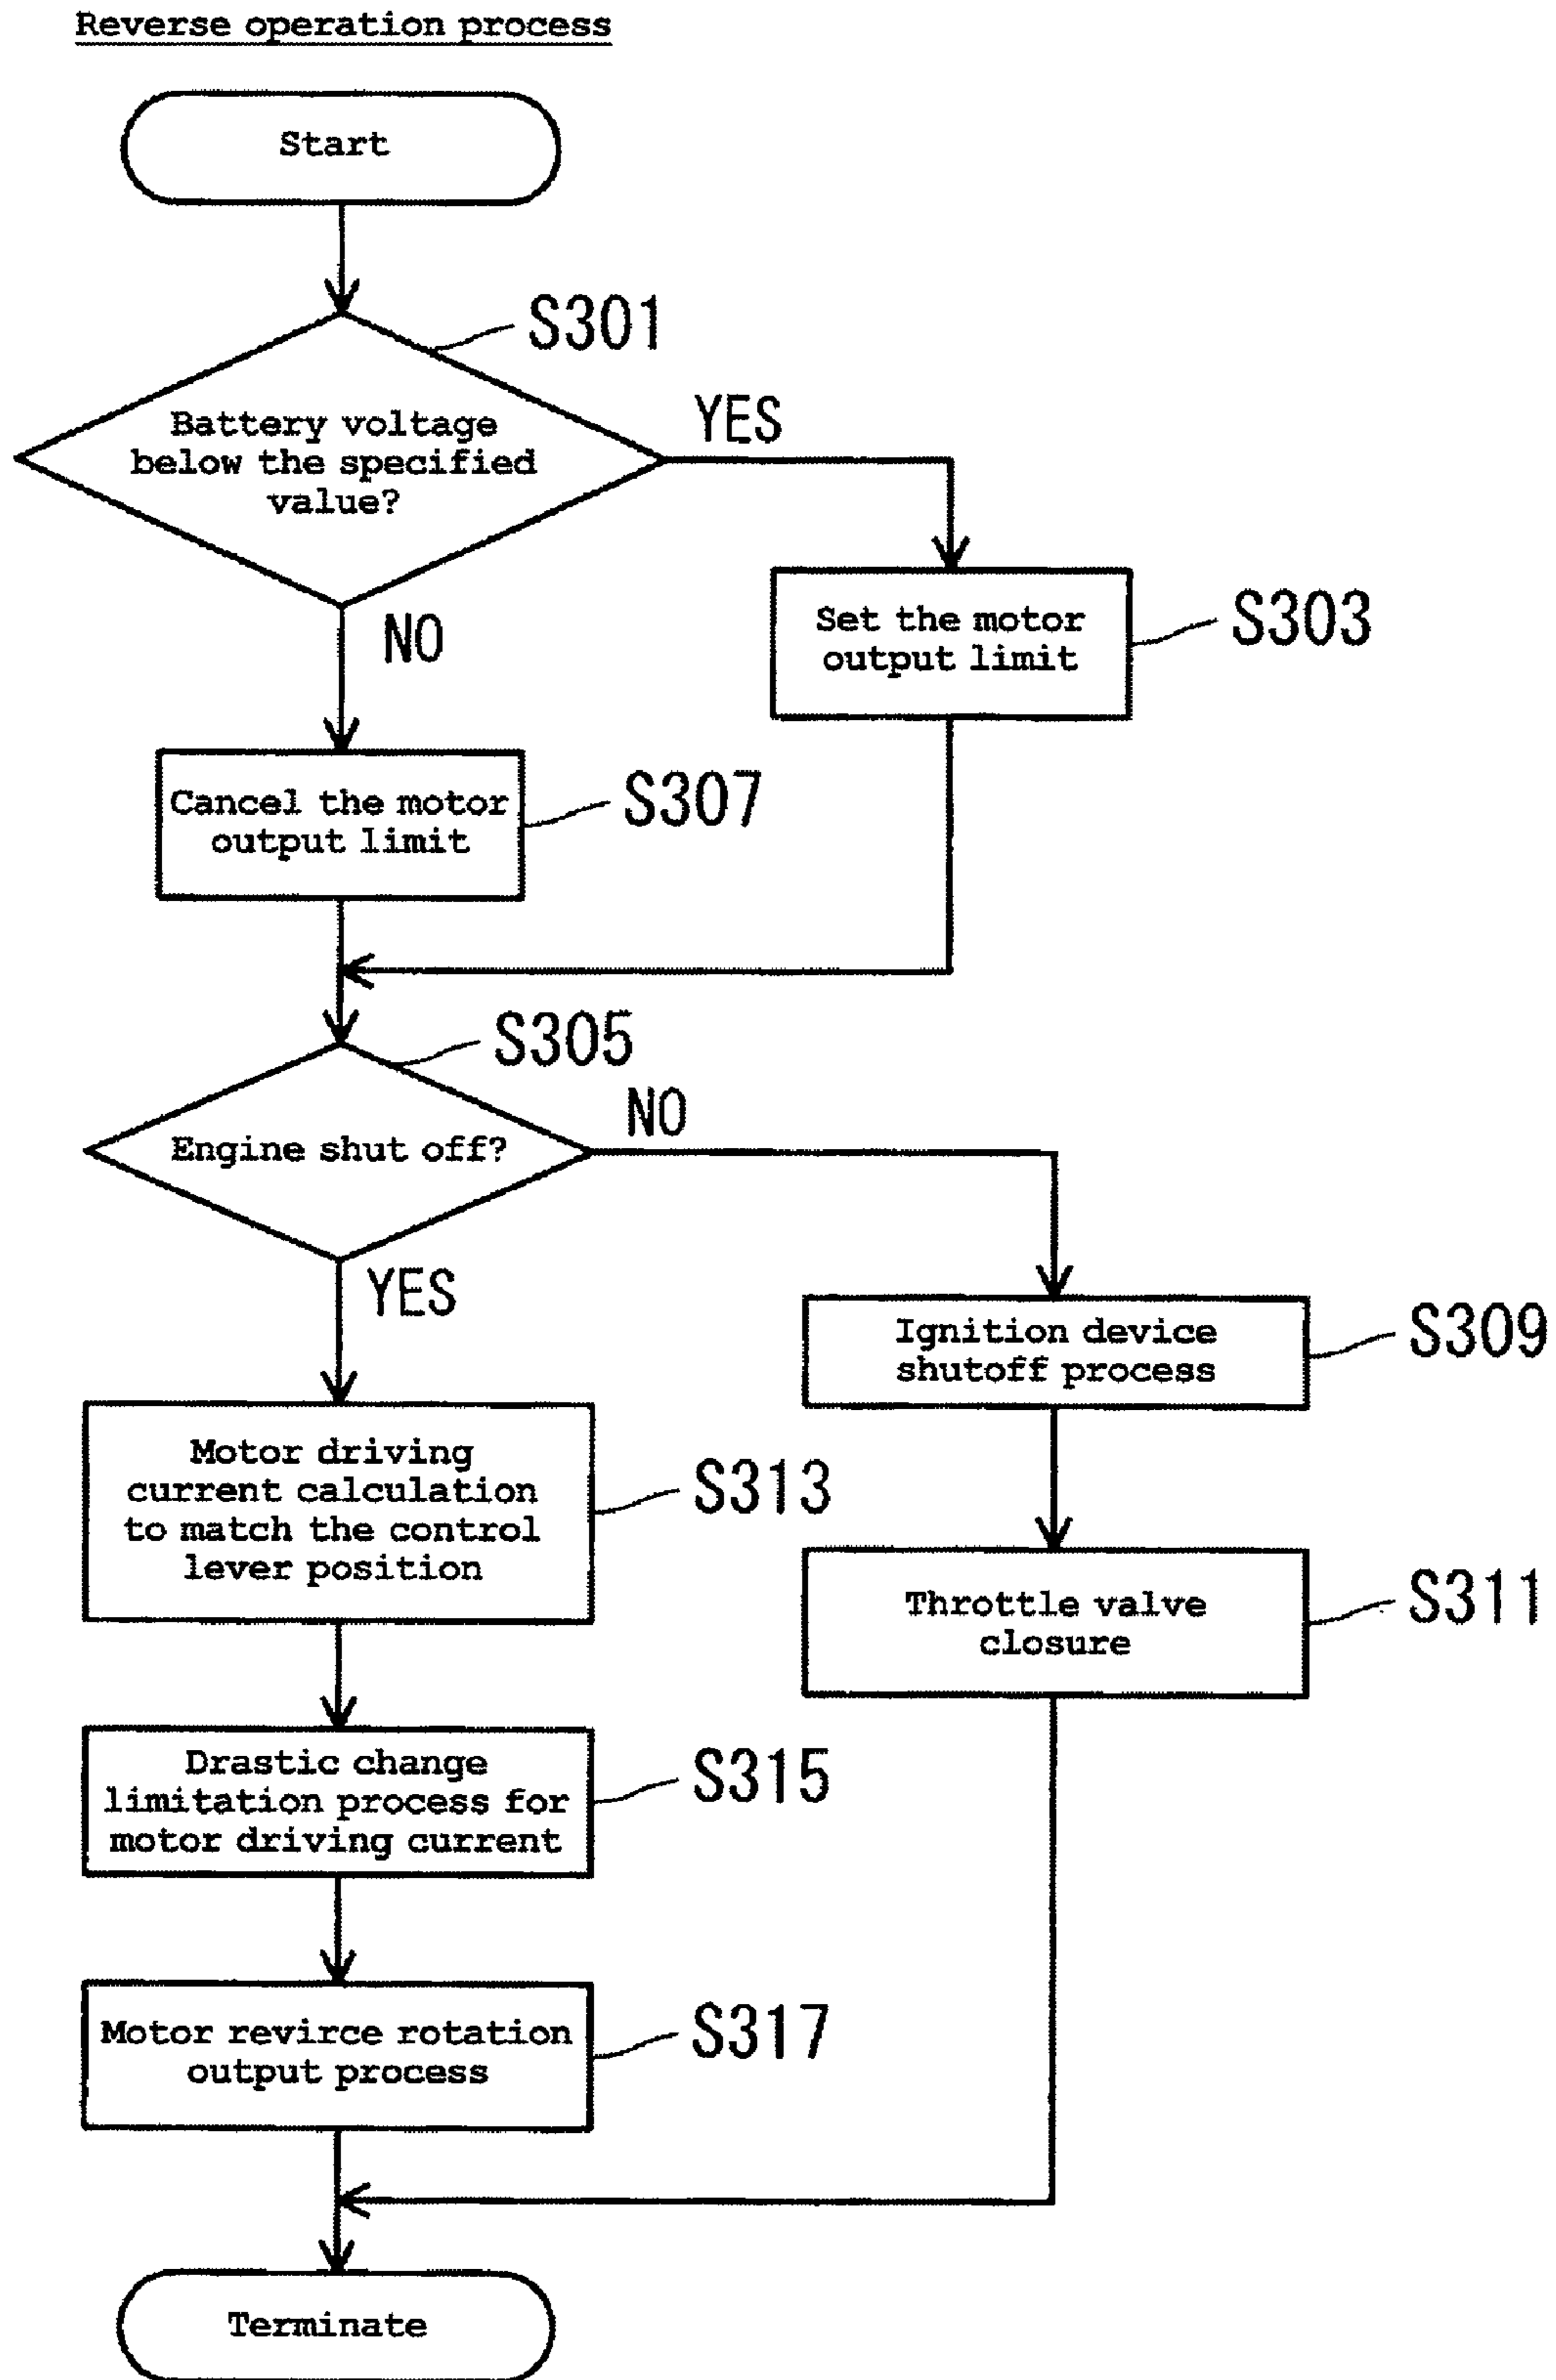 Reverse operation process
Start
S301
Battery voltage
below the specified
value?
YES
NO
Set the motor
output limit
S303
Cancel the motor
output limit
S307
S305
Engine shut off?
NO
YES
Ignition device
shutoff process
S309
Motor driving
current calculation
to match the control
lever position
S313
Throttle valve
closure
S311
Drastic change
limitation process for
motor driving current
S315
Motor revirce rotation
output process
S317
Terminate